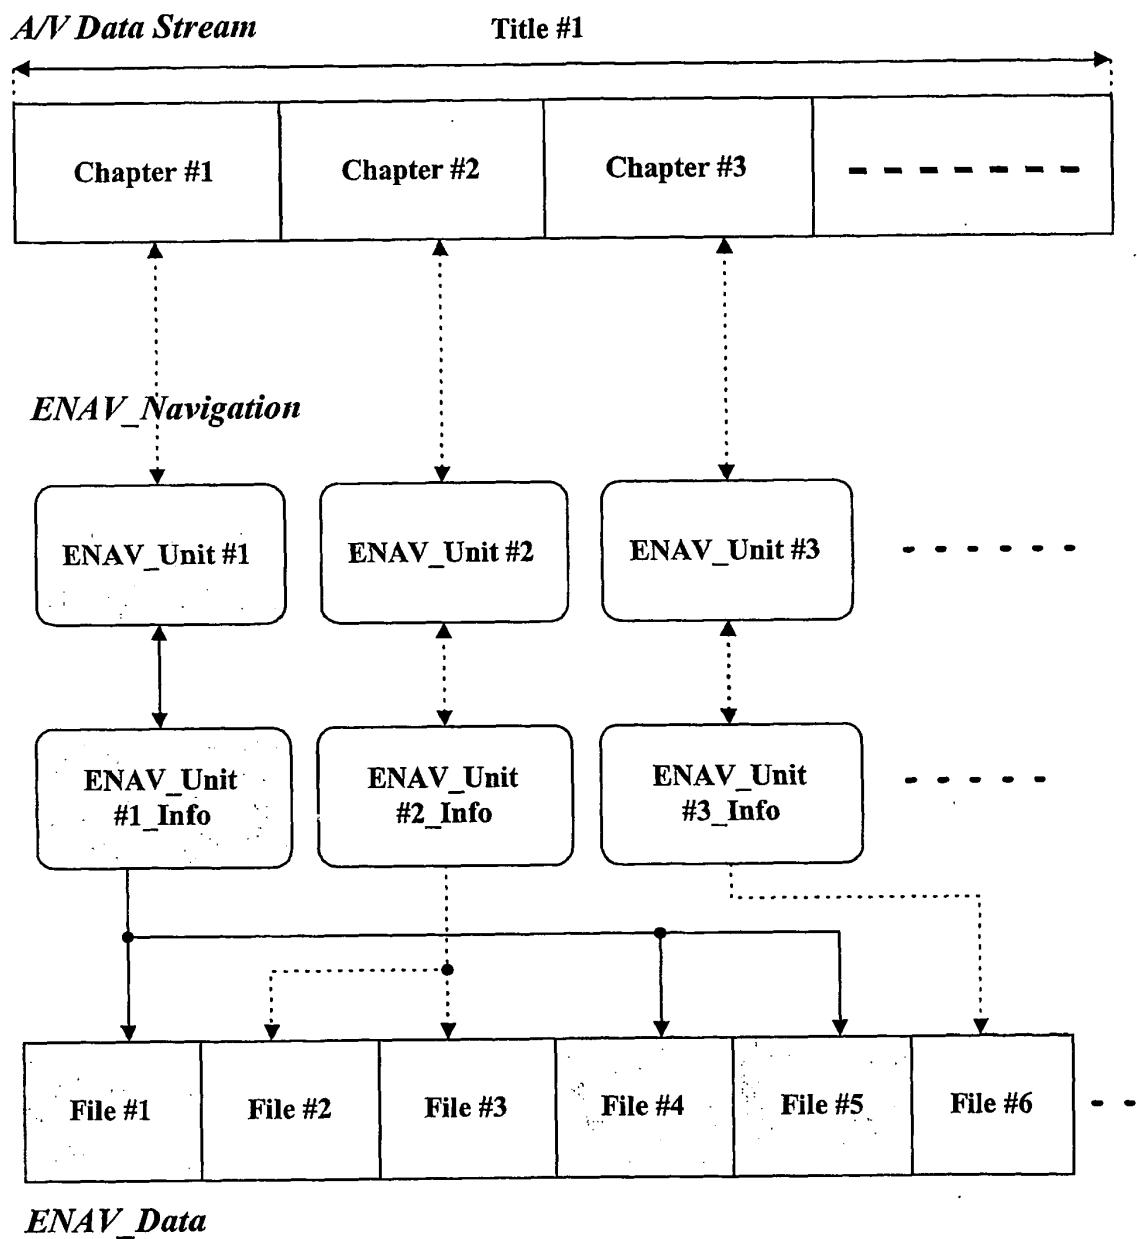 A/V Data Stream
Title #1
Chapter #1
Chapter #2
Chapter #3
ENAV_Navigation
ENAV_Unit #1
ENAV_Unit #2
ENAV_Unit #3
ENAV_Unit
#1_Info
ENAV_Unit
#2_Info
ENAV_Unit
#3_Info
File #1
File #2
File #3
File #4
File #5
File #6
ENAV_Data